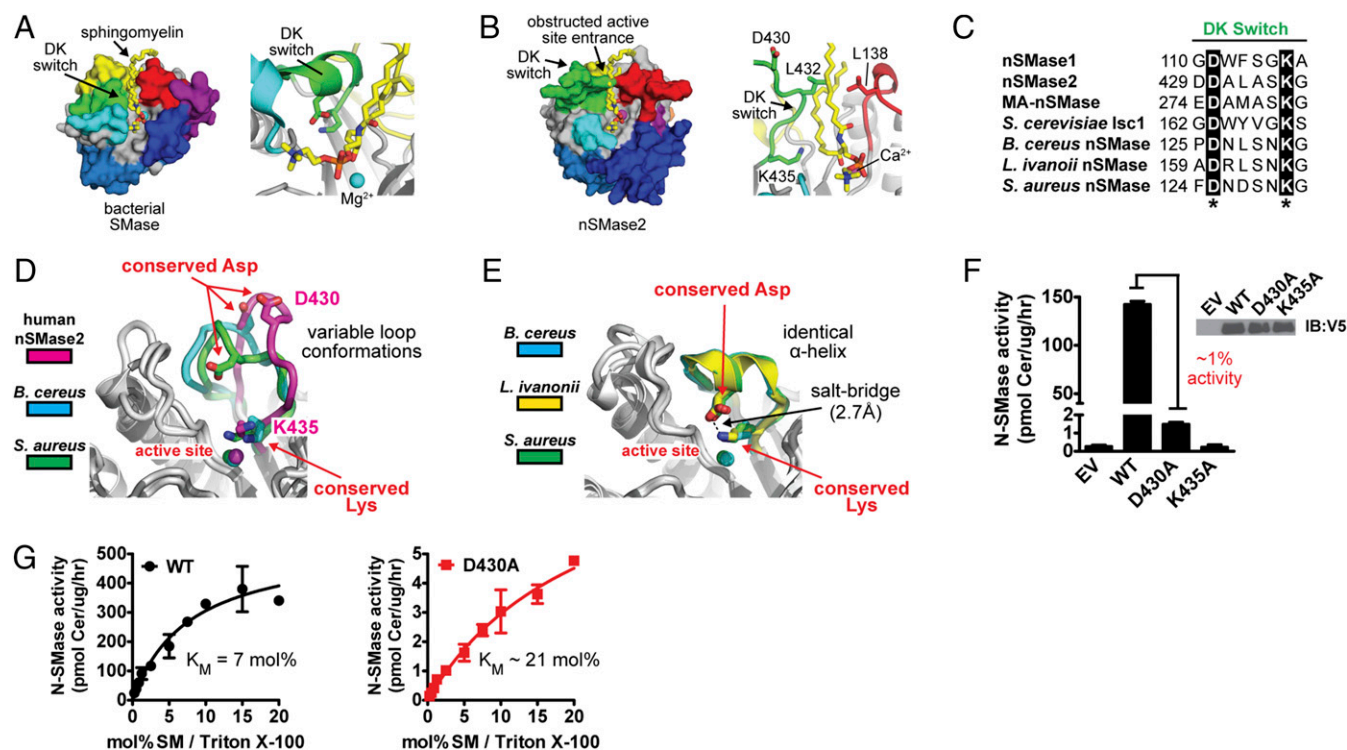 A
sphingomyelin
DK
switch
bacterial
SMase
DK
switch
Mg²⁺
B
obstructed active
site entrance
DK
switch
nSMase2
D430
L432
L138
DK
switch
K435
Ca²⁺
C
DK Switch
nSMase1 110 G D W F S G K A
nSMase2 429 D D A L A S K G
MA-nSMase 274 E D A M A S K G
S. cerevisiae Isc1 162 G D W Y V G K S
B. cereus nSMase 125 P D N L S N K G
L. ivanoii nSMase 159 A D R L S N K G
S. aureus nSMase 124 F D N D S N K G
* *
D
conserved Asp
D430
human
nSMase2
variable loop
conformations
B. cereus
S. aureus
K435
active site
conserved
Lys
E
conserved Asp
B. cereus
identical
α-helix
L. ivanonii
salt-bridge
(2.7Å)
S. aureus
active site
conserved
Lys
F
N-SMase activity
(pmol Cer/ug/hr)
150
100
50
2
1
0
EV
WT
D430A
K435A
EV
WT
D430A
K435A
IB:V5
~1%
activity
G
N-SMase activity
(pmol Cer/ug/hr)
500
400
300
200
100
0
WT
K_M = 7 mol%
0 5 10 15 20
mol% SM / Triton X-100
N-SMase activity
(pmol Cer/ug/hr)
5
4
3
2
1
0
D430A
K_M ~ 21 mol%
0 5 10 15 20
mol% SM / Triton X-100